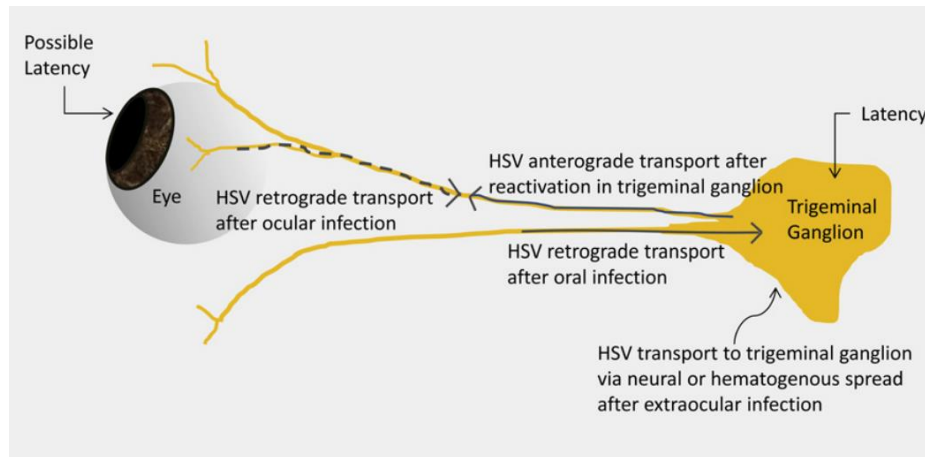 Possible
Latency
Eye
HSV retrograde transport
after ocular infection
HSV anterograde transport after
reactivation in trigeminal ganglion
HSV retrograde transport
after oral infection
Latency
Trigeminal
Ganglion
HSV transport to trigeminal ganglion
via neural or hematogenous spread
after extraocular infection